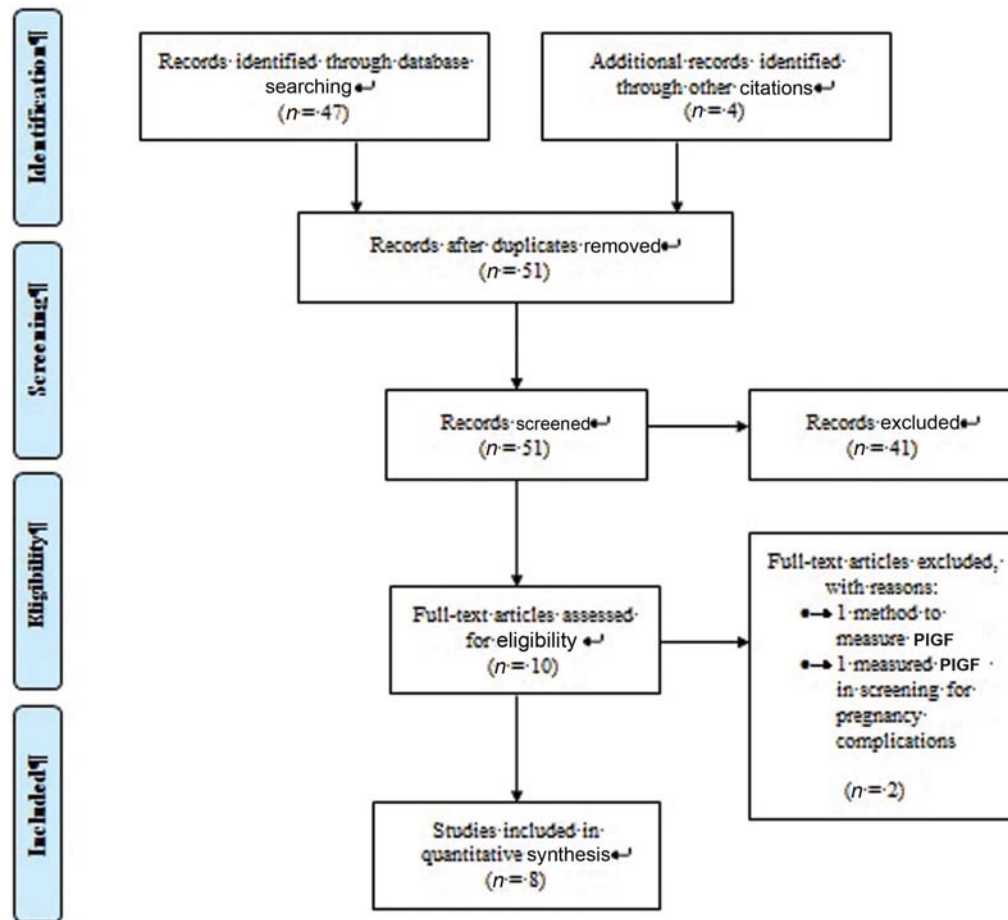 Identification¶
Records· identified· through· database·
searching↵
(n·=··47)
Additional· records· identified·
through· other· citations↵
(n·=··4)
Records· after· duplicates· removed↵
(n·=··51)
Screening¶
Records· screened↵
(n·=··51)
Records· excluded↵
(n·=··41)
Eligibility¶
Full-text· articles· assessed·
for· eligibility· ↵
(n·=··10)
Full-text· articles· excluded,·
with· reasons:
•→ 1· method· to·
measure· PIGF
•→ 1· measured· PIGF·
in· screening· for·
pregnancy·
complications
(n·=··2)
Included¶
Studies· included· in·
quantitative· synthesis↵
(n·=··8)